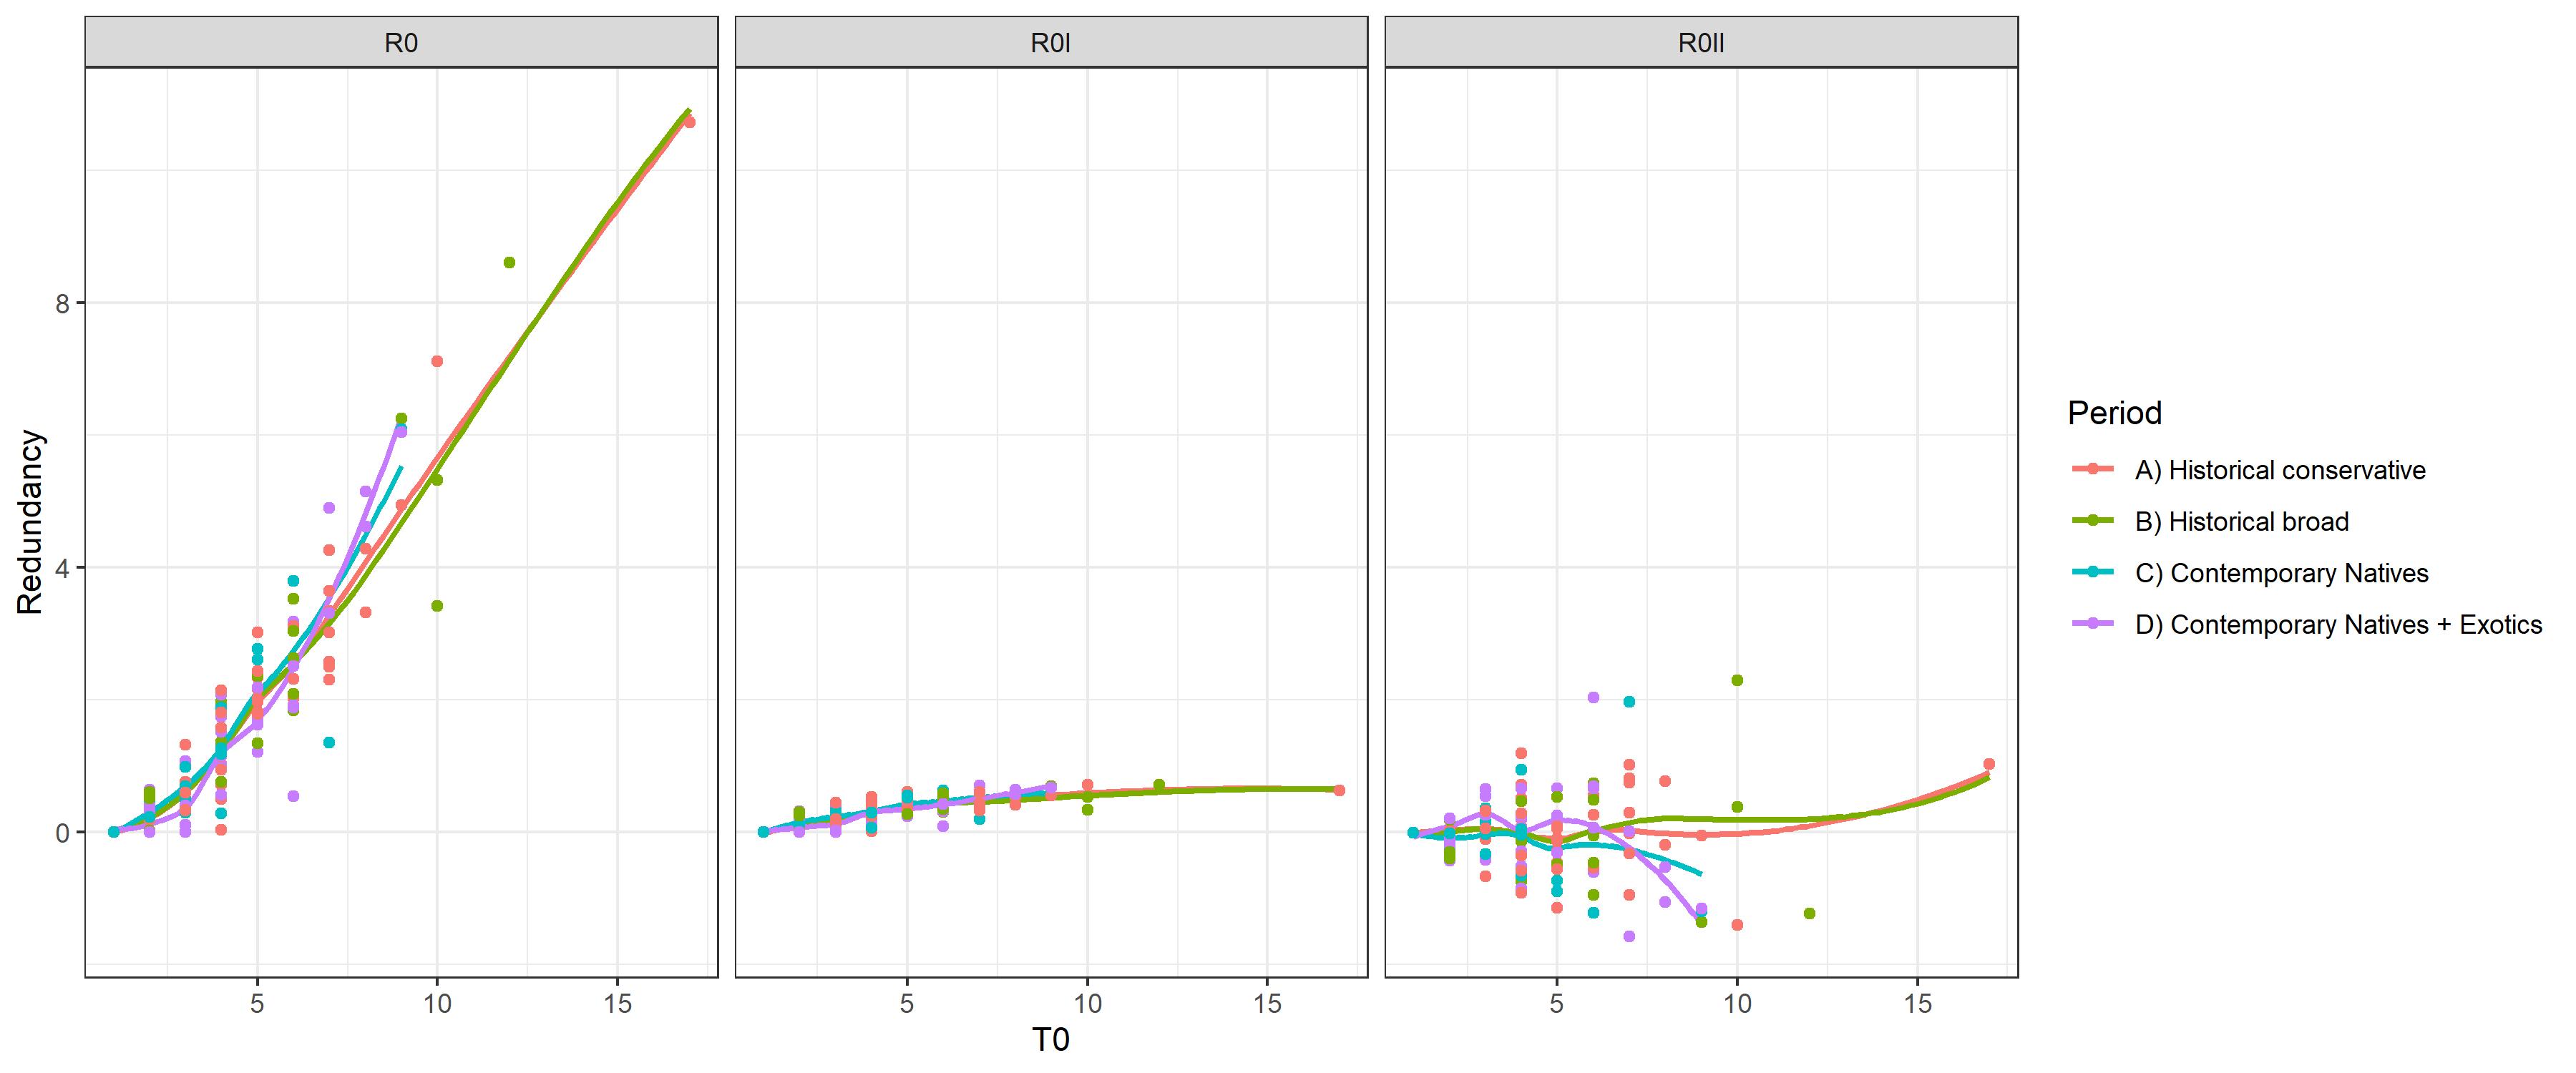 R0 R0I R0II
Redundancy
8
4
0
5 10 15 5 10 15 5 10 15
T0
Period
A) Historical conservative
B) Historical broad
C) Contemporary Natives
D) Contemporary Natives + Exotics